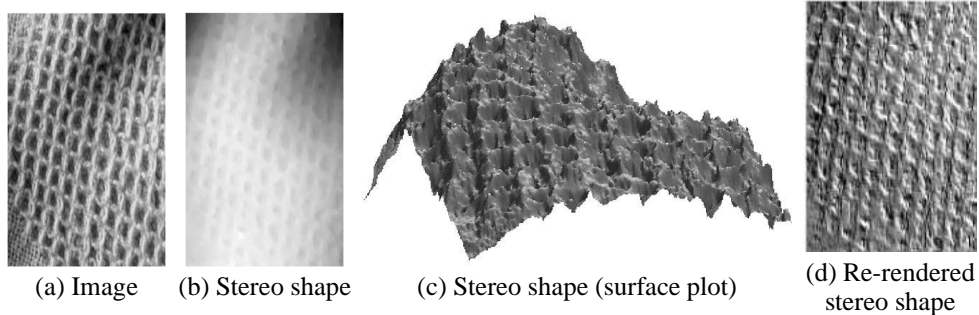 (a) Image
(b) Stereo shape
(c) Stereo shape (surface plot)
(d) Re-rendered
stereo shape